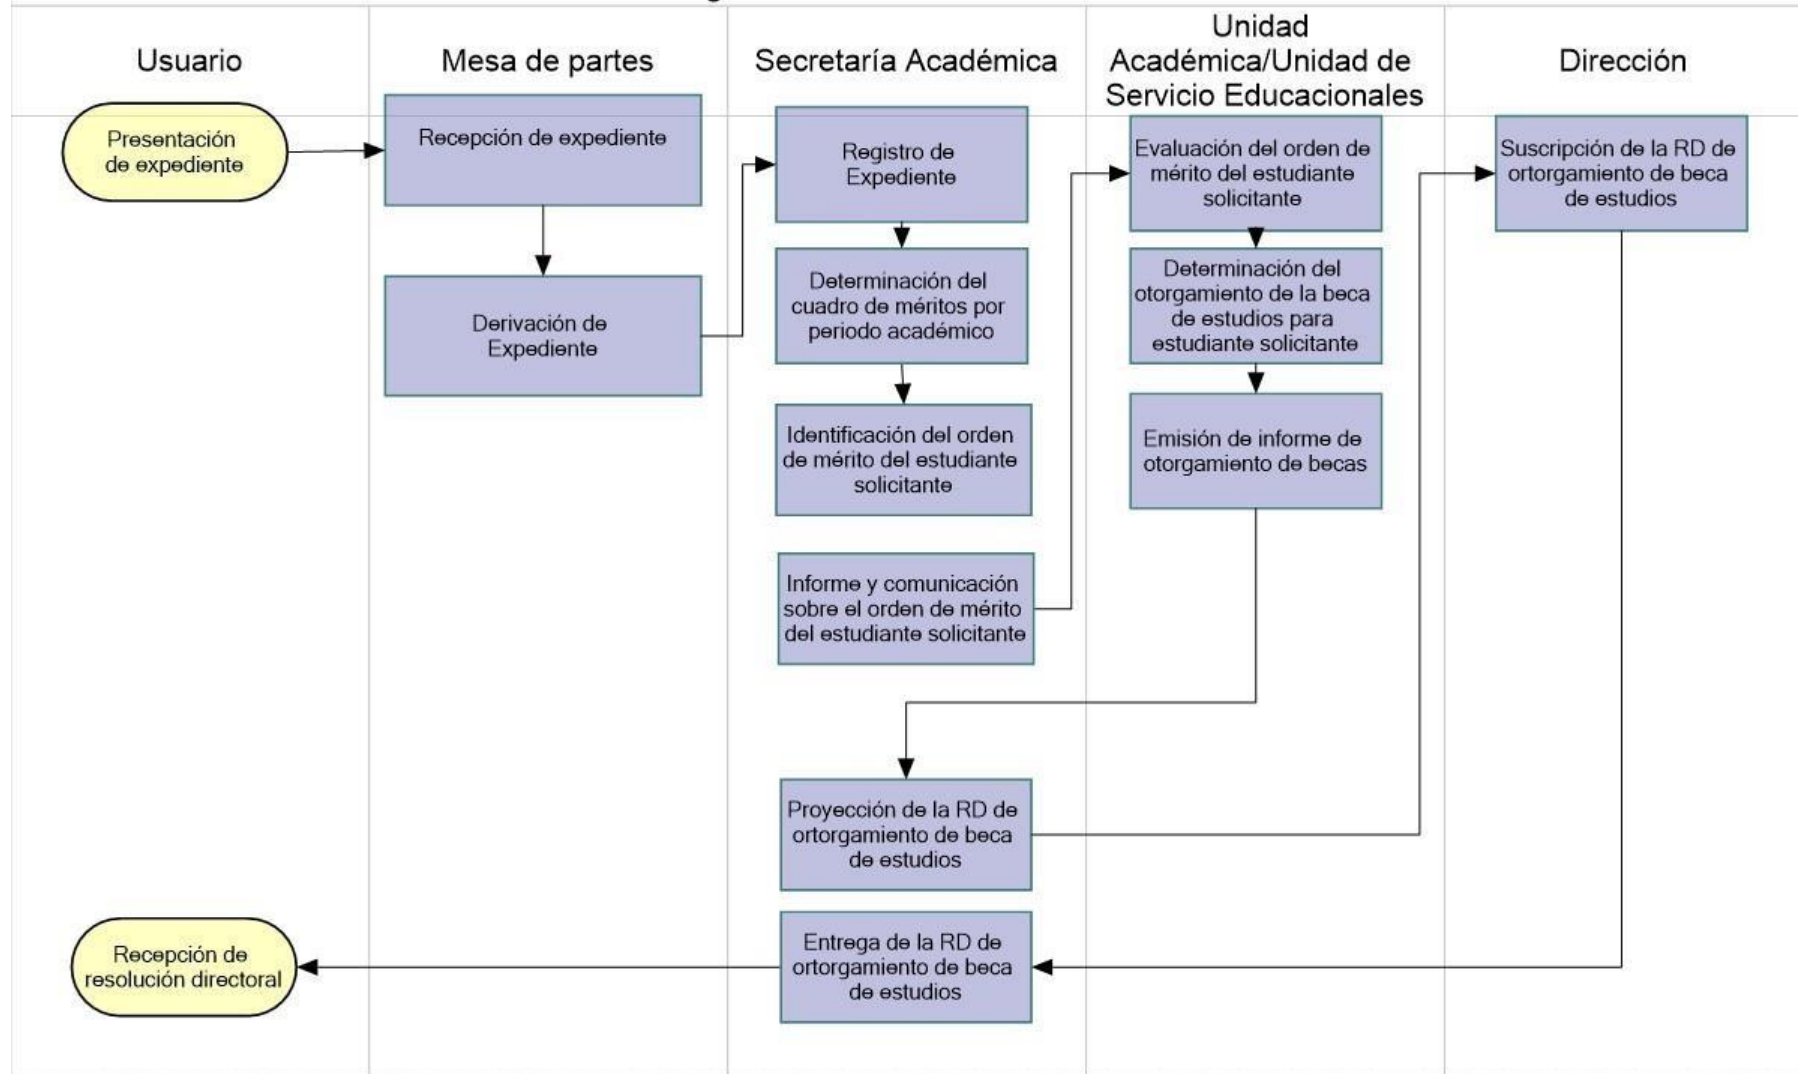 Usuario
Mesa de partes
Secretaría Académica
Unidad
Académica/Unidad de
Servicio Educacionales
Dirección
Presentación
de expediente
Recepción de expediente
Derivación de
Expediente
Registro de
Expediente
Determinación del
cuadro de méritos por
periodo académico
Identificación del orden
de mérito del estudiante
solicitante
Informe y comunicación
sobre el orden de mérito
del estudiante solicitante
Evaluación del orden de
mérito del estudiante
solicitante
Determinación del
otorgamiento de la beca
de estudios para
estudiante solicitante
Emisión de informe de
otorgamiento de becas
Proyección de la RD de
ortorgamiento de beca
de estudios
Suscripción de la RD de
ortorgamiento de beca
de estudios
Entrega de la RD de
ortorgamiento de beca
de estudios
Recepción de
resolución directoral